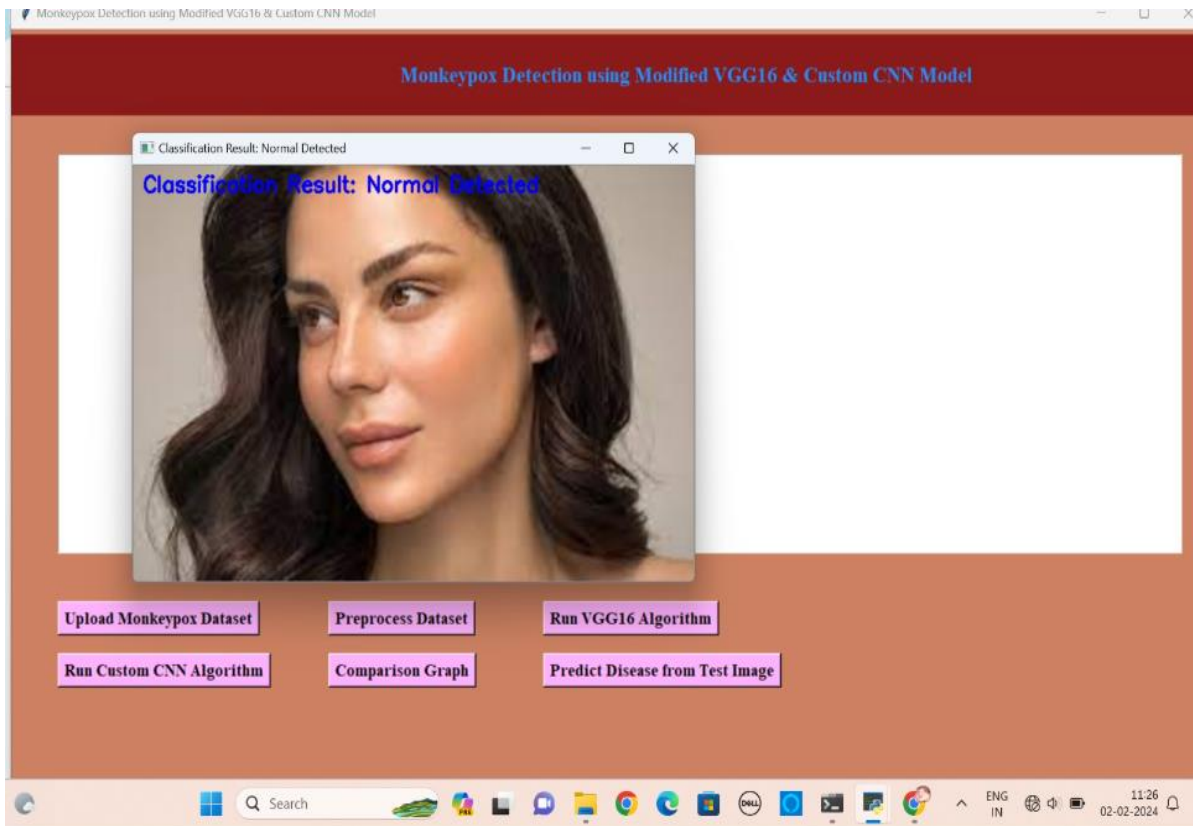 Monkeypox Detection using Modified VGG16 & Custom CNN Model
Monkeypox Detection using Modified VGG16 & Custom CNN Model
Classification Result: Normal Detected
Classification Result: Normal Detected
Upload Monkeypox Dataset
Preprocess Dataset
Run VGG16 Algorithm
Run Custom CNN Algorithm
Comparison Graph
Predict Disease from Test Image
Search
DELL
ENG
IN
11:26
02-02-2024